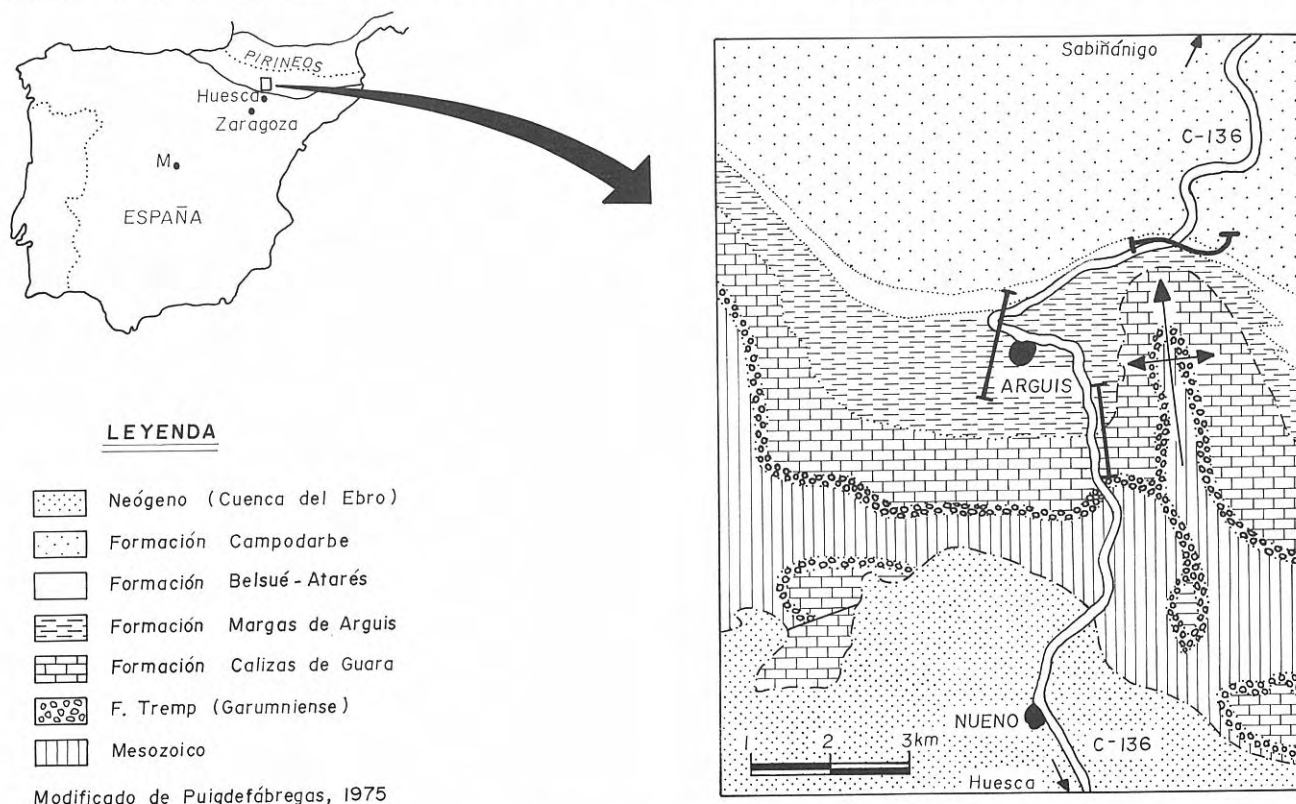 PIRINEOS
Huesca
Zaragoza
M.
ESPAÑA
LEYENDA
Neógeno (Cuenca del Ebro)
Formación Campodarbe
Formación Belsué-Atarés
Formación Margas de Arguis
Formación Calizas de Guara
F. Tremp (Garumniense)
Mesozoico
Modificado de Puigdefábregas, 1975
Sabiñánigo
C-136
ARGUIS
NUENO
C-136
1 2 3km
Huesca